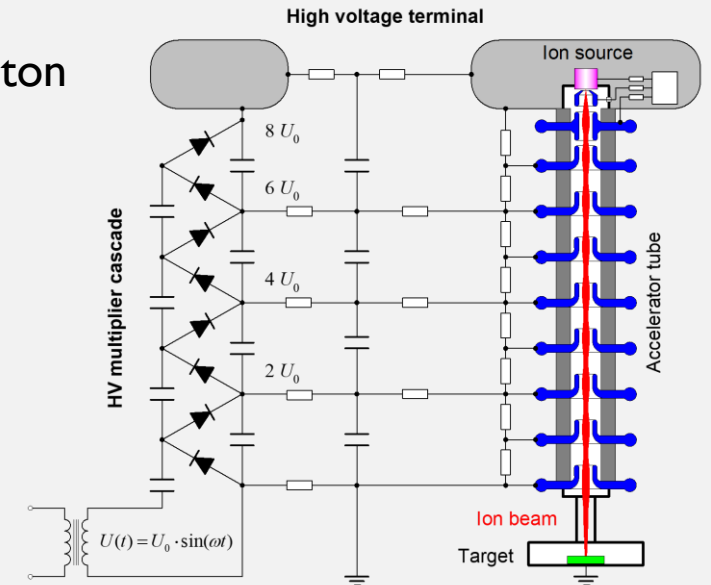 High voltage terminal
ton
Ion source
8 U₀
6 U₀
4 U₀
2 U₀
HV multiplier cascade
Accelerator tube
U(t) = U₀ · sin(ωt)
Ion beam
Target